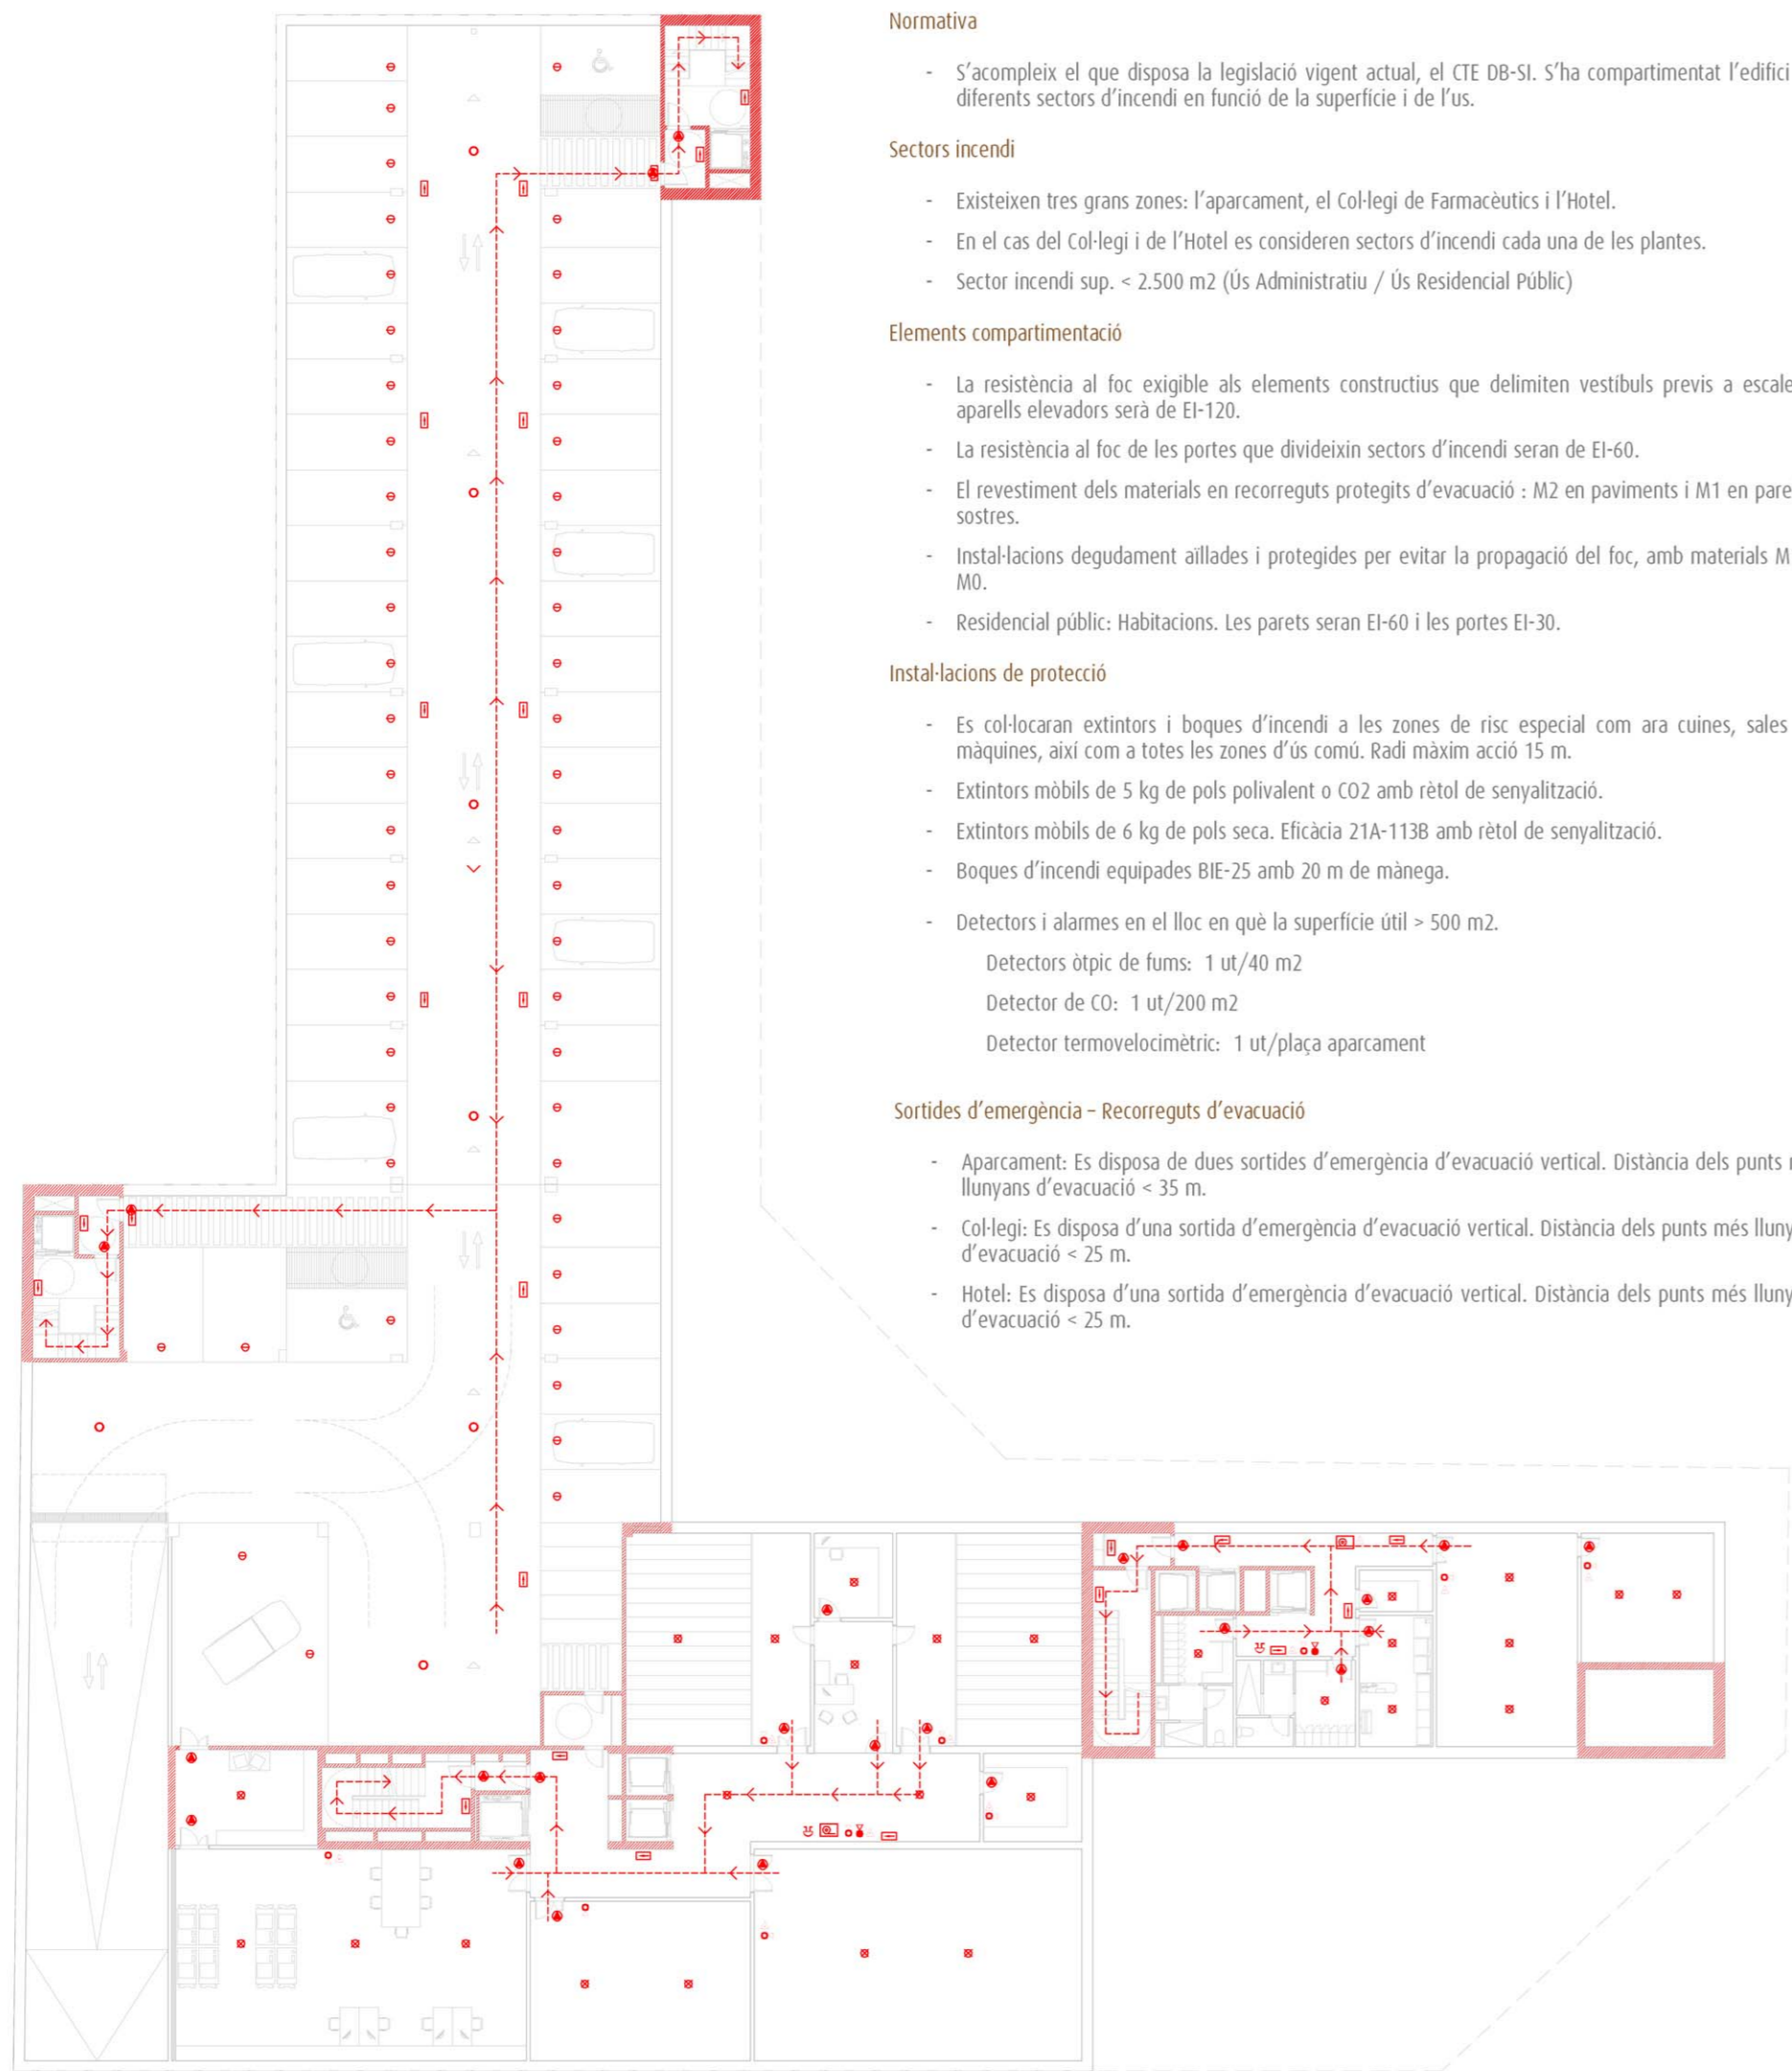 Normativa
- S'acompleix el que disposa la legislació vigent actual, el CTE DB-SI. S'ha compartimentat l'edifici
diferents sectors d'incendi en funció de la superfície i de l'us.
Sectors incendi
- Existeixen tres grans zones: l'aparcament, el Col·legi de Farmacèutics i l'Hotel.
- En el cas del Col·legi i de l'Hotel es consideren sectors d'incendi cada una de les plantes.
- Sector incendi sup. < 2.500 m2 (Ús Administratiu / Ús Residencial Públic)
Elements compartimentació
- La resistència al foc exigible als elements constructius que delimiten vestíbuls previs a escale
aparells elevadors serà de EI-120.
- La resistència al foc de les portes que divideixin sectors d'incendi seran de EI-60.
- El revestiment dels materials en recorreguts protegits d'evacuació : M2 en paviments i M1 en pare
sostres.
- Instal·lacions degudament aïllades i protegides per evitar la propagació del foc, amb materials M
M0.
- Residencial públic: Habitacions. Les parets seran EI-60 i les portes EI-30.
Instal·lacions de protecció
- Es col·locaran extintors i boques d'incendi a les zones de risc especial com ara cuines, sales
màquines, així com a totes les zones d'ús comú. Radi màxim acció 15 m.
- Extintors mòbils de 5 kg de pols polivalent o CO2 amb rètol de senyalització.
- Extintors mòbils de 6 kg de pols seca. Eficàcia 21A-113B amb rètol de senyalització.
- Boques d'incendi equipades BIE-25 amb 20 m de mànega.
- Detectors i alarmes en el lloc en què la superfície útil > 500 m2.
Detectors òtpic de fums: 1 ut/40 m2
Detector de CO: 1 ut/200 m2
Detector termovelocimètric: 1 ut/plaça aparcament
Sortides d'emergència – Recorreguts d'evacuació
- Aparcament: Es disposa de dues sortides d'emergència d'evacuació vertical. Distància dels punts
llunyans d'evacuació < 35 m.
- Col·legi: Es disposa d'una sortida d'emergència d'evacuació vertical. Distància dels punts més lluny
d'evacuació < 25 m.
- Hotel: Es disposa d'una sortida d'emergència d'evacuació vertical. Distància dels punts més lluny
d'evacuació < 25 m.